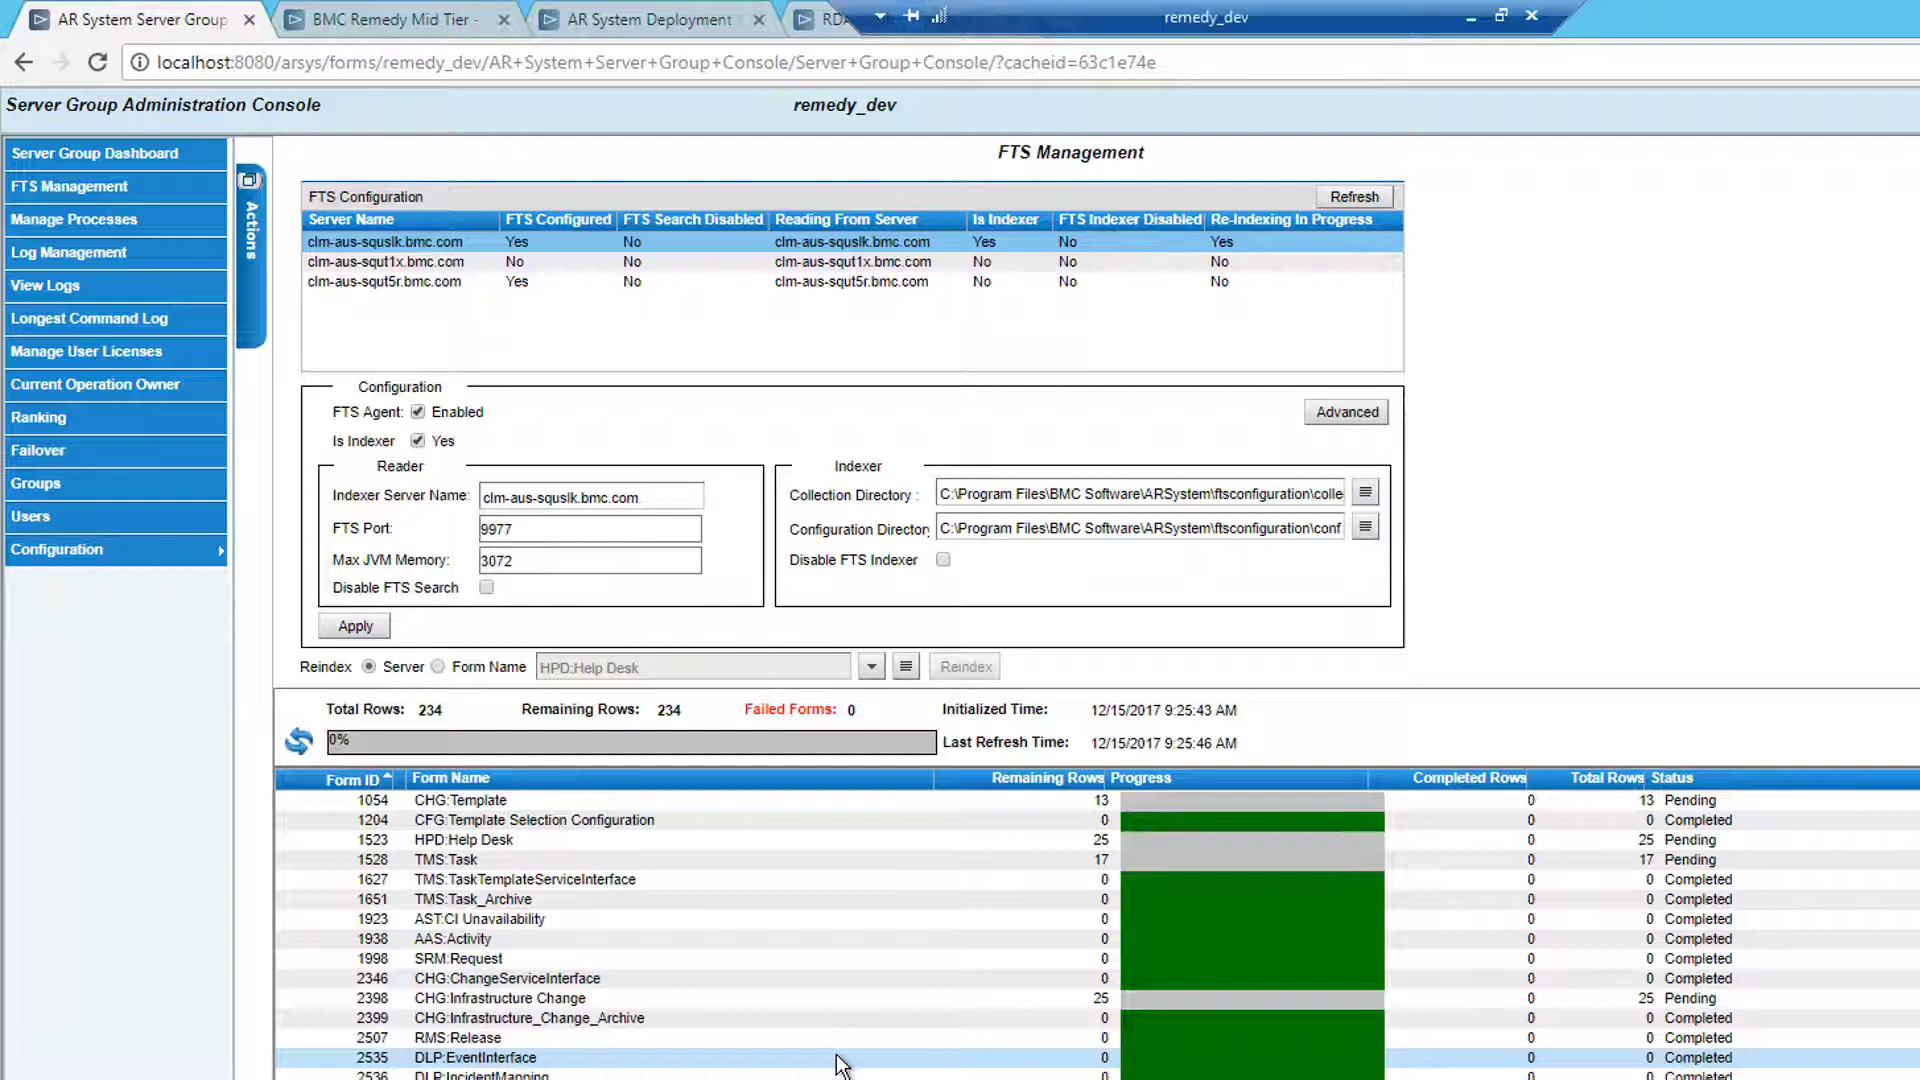 AR System Server Group
BMC Remedy Mid Tier -
AR System Deployment
RDA
remedy_dev
localhost:8080/arsys/forms/remedy_dev/AR+System+Server+Group+Console/Server+Group+Console/?cacheid=63c1e74e
Server Group Administration Console
remedy_dev
Server Group Dashboard
FTS Management
Manage Processes
Log Management
View Logs
Longest Command Log
Manage User Licenses
Current Operation Owner
Ranking
Failover
Groups
Users
Configuration
Actions
FTS Management
FTS Configuration
Refresh
Server Name FTS Configured FTS Search Disabled Reading From Server Is Indexer FTS Indexer Disabled Re-Indexing In Progress
clm-aus-squslk.bmc.com Yes No clm-aus-squslk.bmc.com Yes No Yes
clm-aus-squt1x.bmc.com No No clm-aus-squt1x.bmc.com No No No
clm-aus-squt5r.bmc.com Yes No clm-aus-squt5r.bmc.com No No No
Configuration
FTS Agent: Enabled
Advanced
Is Indexer Yes
Reader
Indexer Server Name: clm-aus-squslk.bmc.com
FTS Port: 9977
Max JVM Memory: 3072
Disable FTS Search
Indexer
Collection Directory : C:\Program Files\BMC Software\ARSystem\ftsconfiguration\colle
Configuration Director C:\Program Files\BMC Software\ARSystem\ftsconfiguration\conf
Disable FTS Indexer
Apply
Reindex Server Form Name HPD:Help Desk Reindex
Total Rows: 234 Remaining Rows: 234 Failed Forms: 0 Initialized Time: 12/15/2017 9:25:43 AM
0% Last Refresh Time: 12/15/2017 9:25:46 AM
Form ID Form Name Remaining Rows Progress Completed Rows Total Rows Status
1054 CHG:Template 13 0 13 Pending
1204 CFG:Template Selection Configuration 0 0 0 Completed
1523 HPD:Help Desk 25 0 25 Pending
1528 TMS:Task 17 0 17 Pending
1627 TMS:TaskTemplateServiceInterface 0 0 0 Completed
1651 TMS:Task_Archive 0 0 0 Completed
1923 AST:CI Unavailability 0 0 0 Completed
1938 AAS:Activity 0 0 0 Completed
1998 SRM:Request 0 0 0 Completed
2346 CHG:ChangeServiceInterface 0 0 0 Completed
2398 CHG:Infrastructure Change 25 0 25 Pending
2399 CHG:Infrastructure_Change_Archive 0 0 0 Completed
2507 RMS:Release 0 0 0 Completed
2535 DLP:EventInterface 0 0 0 Completed
2536 DLP:IncidentMapping 0 0 0 Completed